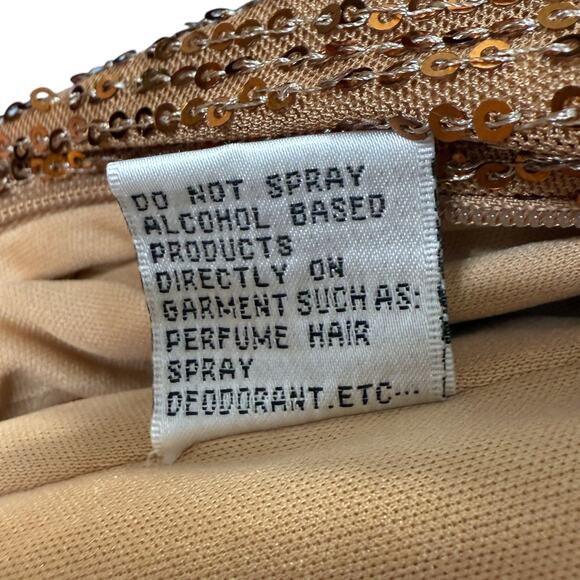 DO NOT SPRAY
ALCOHOL BASED
PRODUCTS
DIRECTLY ON
GARMENT SUCH AS:
PERFUME HAIR
SPRAY
DEODORANT.ETC...